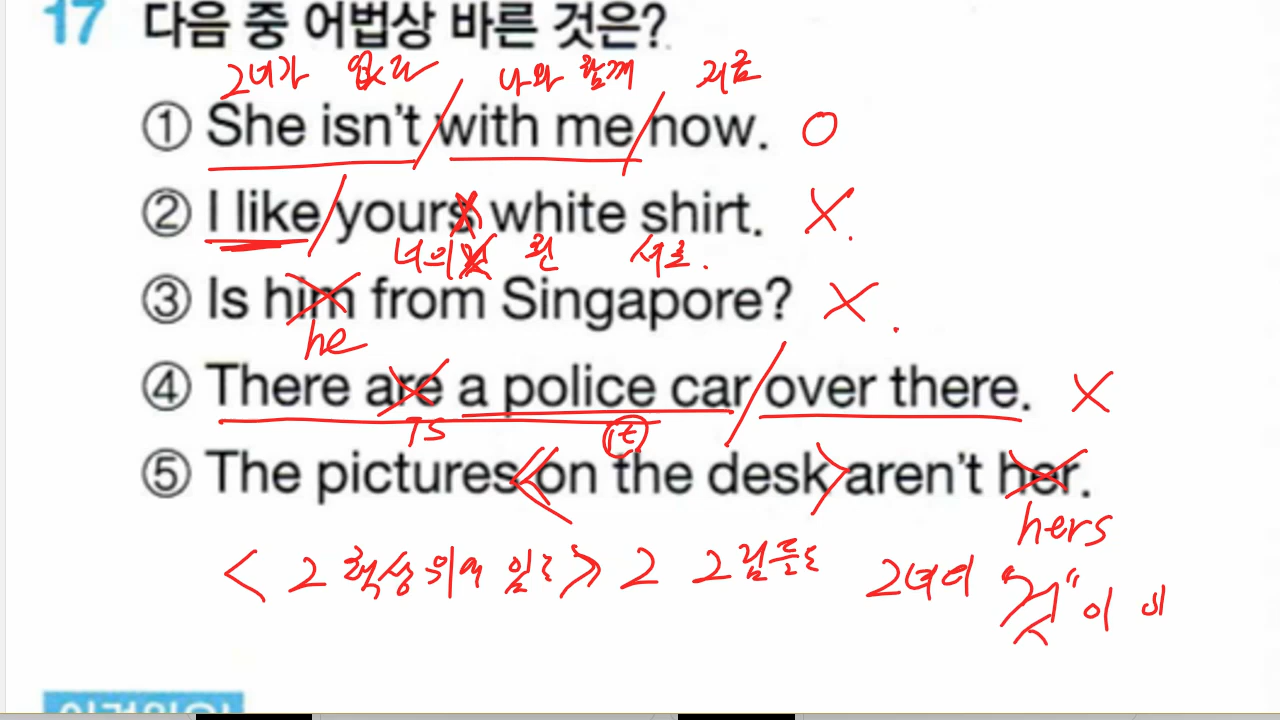 17 다음 중 어법상 바른 것은?
그녀가 없다 나와 함께 지금
① She isn't with me now. O
② I like yours white shirt. X
너의 흰 셔츠.
③ Is him from Singapore? X
he
④ There are a police car over there. X
is it
⑤ The pictures on the desk aren't her.
hers
< 그 책상 위에 있는 > 그 그림들은 그녀의 "것"이